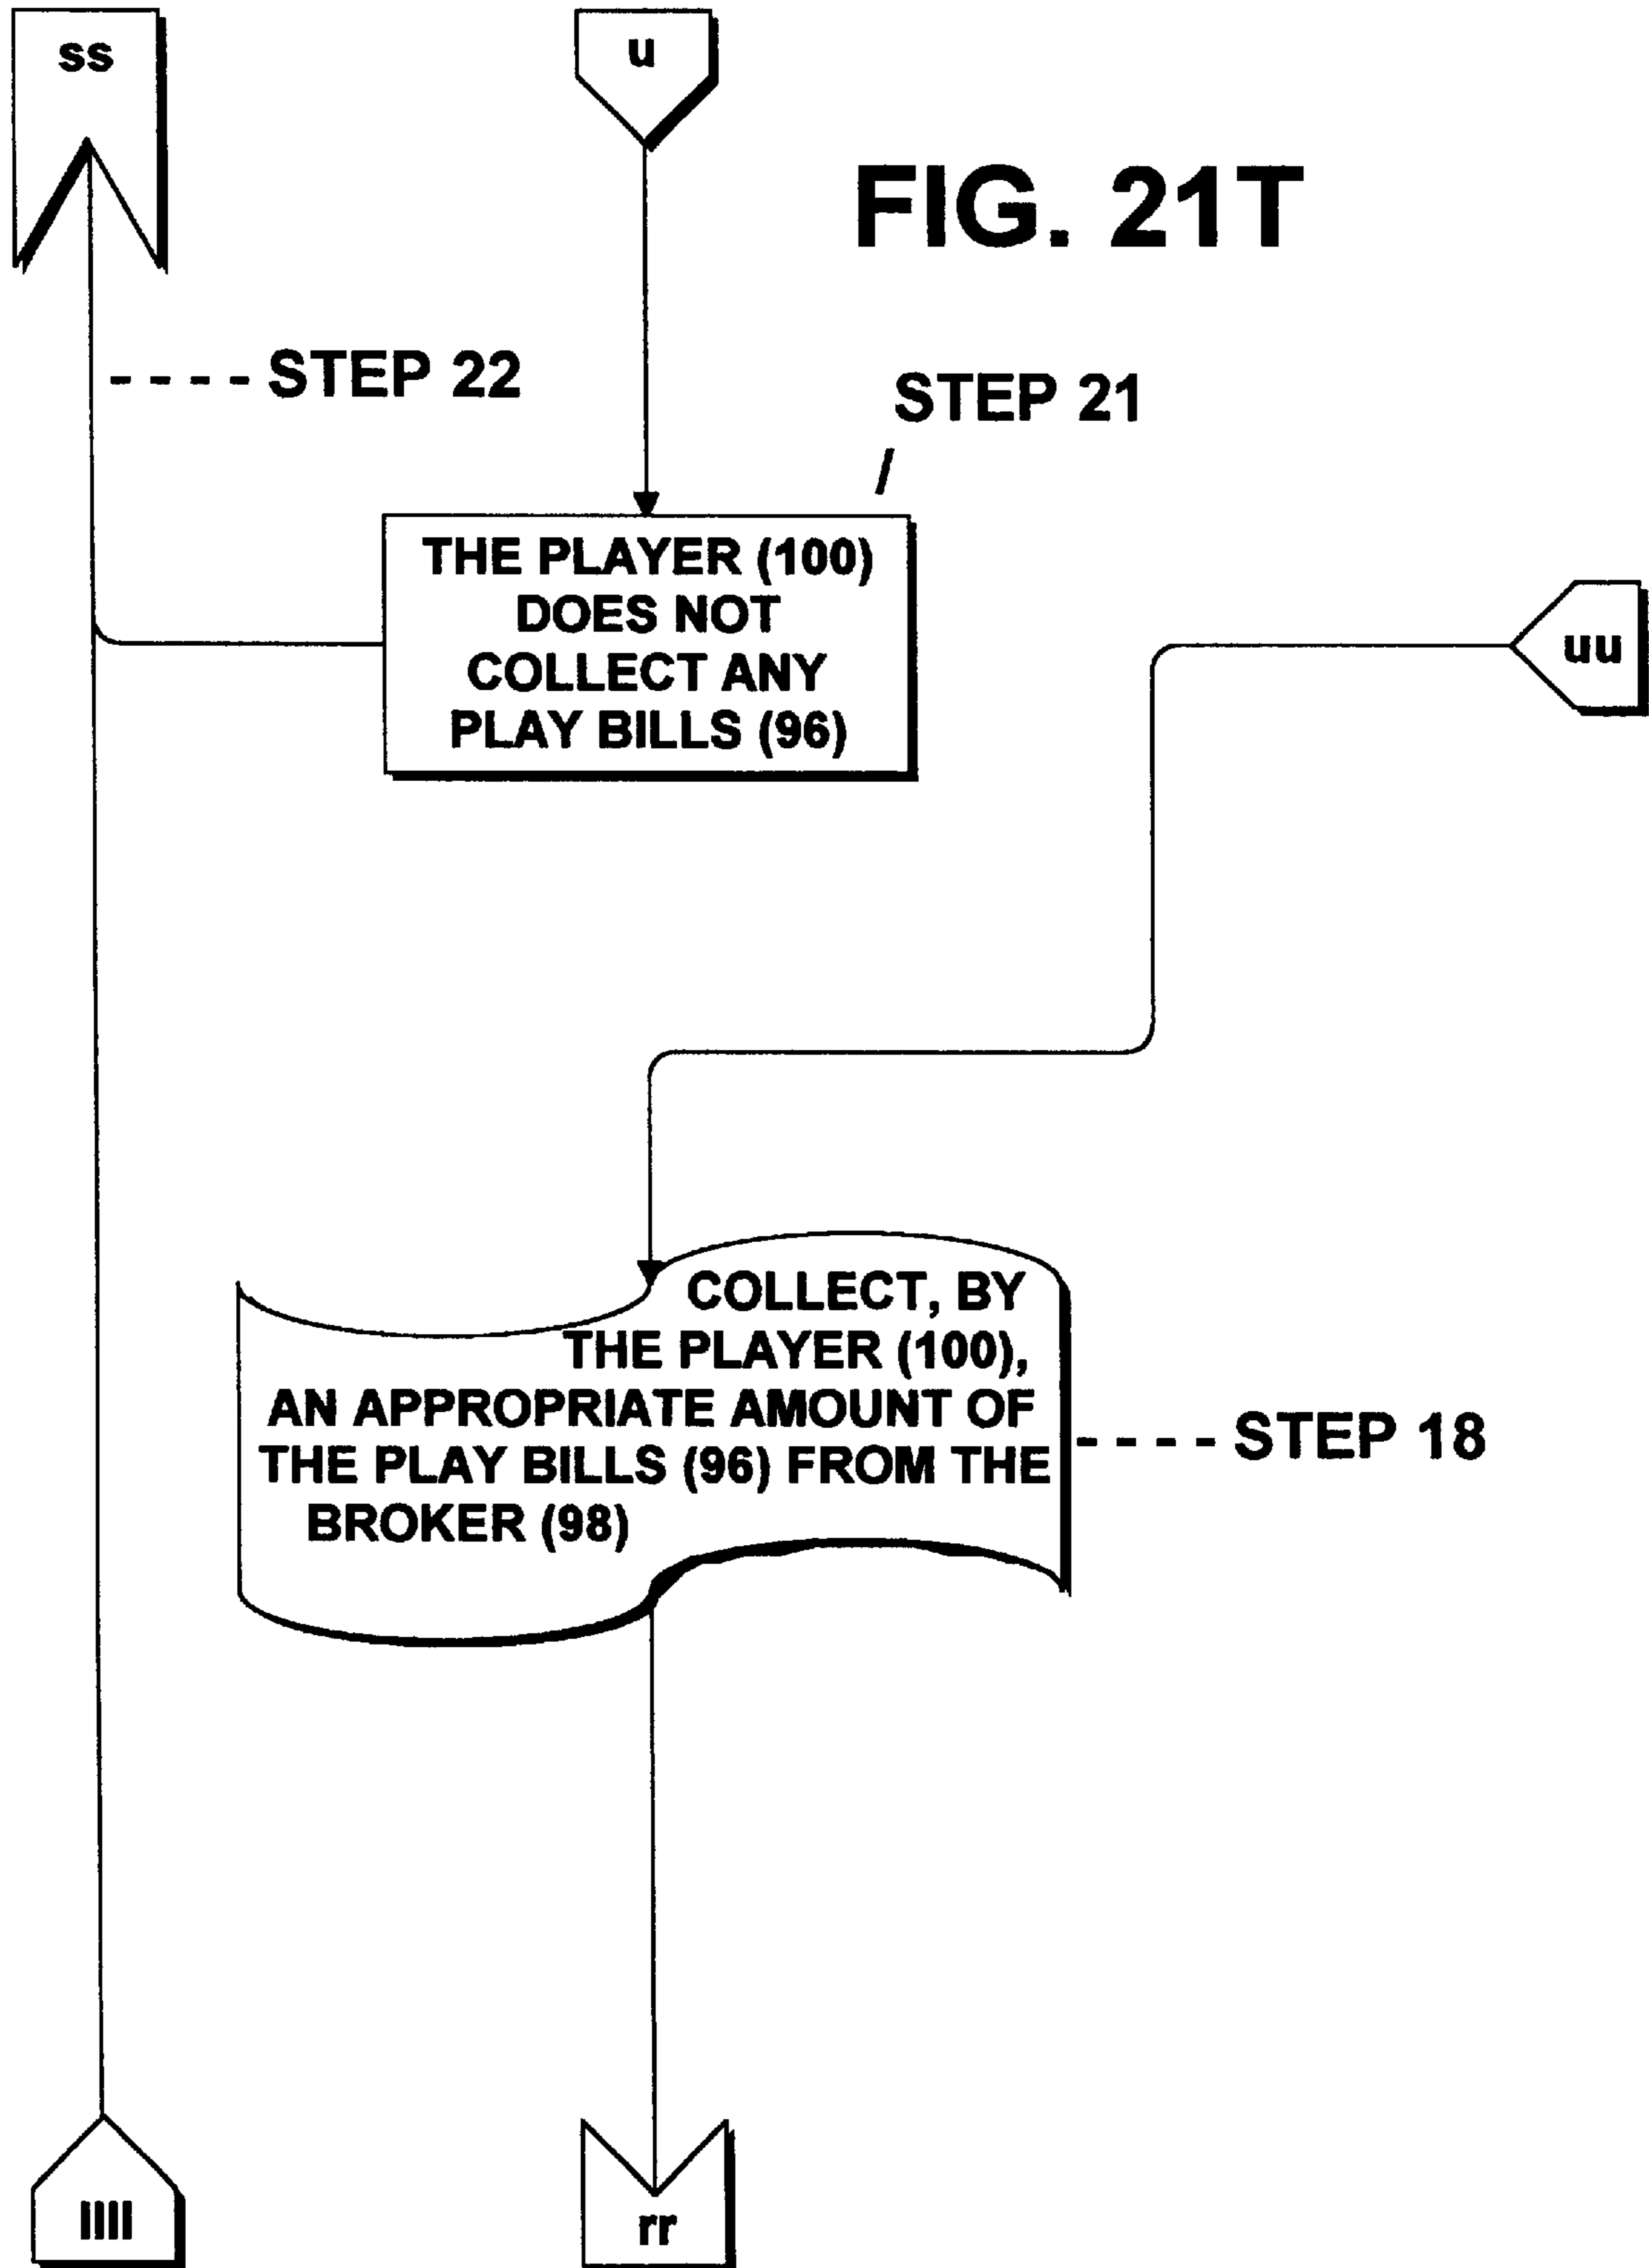 ss
u
FIG. 21T
STEP 22
STEP 21
THE PLAYER (100)
DOES NOT
COLLECT ANY
PLAY BILLS (96)
uu
COLLECT, BY
THE PLAYER (100),
AN APPROPRIATE AMOUNT OF
THE PLAY BILLS (96) FROM THE
BROKER (98)
STEP 18
llll
rr